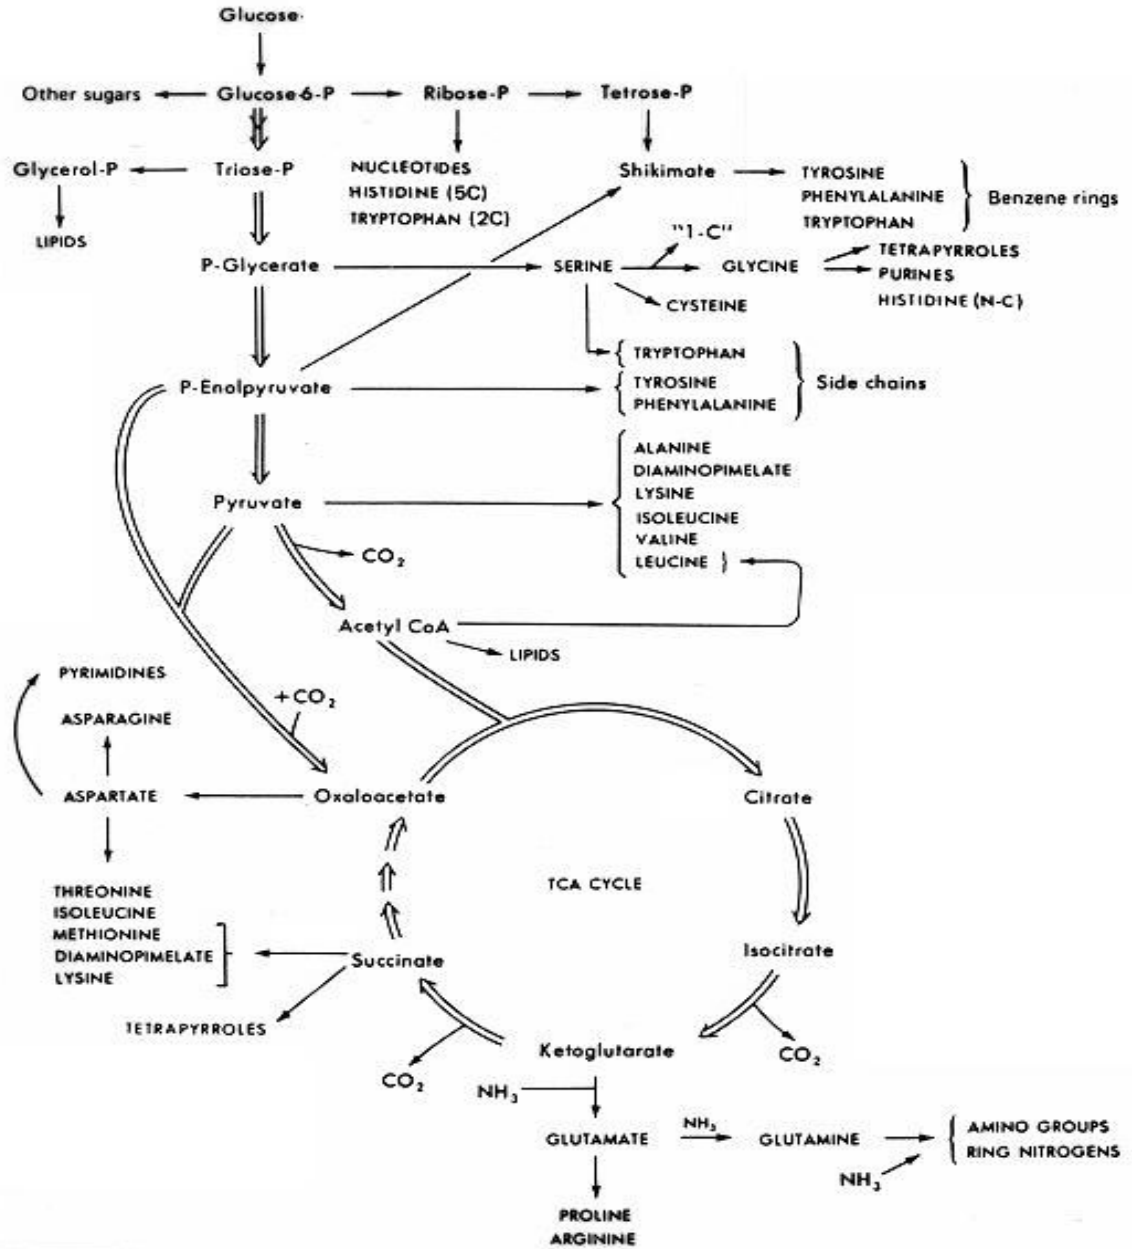 Glucose
Other sugars
Glucose-6-P
Ribose-P
Tetrose-P
Glycerol-P
Triose-P
NUCLEOTIDES
HISTIDINE (5C)
TRYPTOPHAN (2C)
Shikimate
TYROSINE
PHENYLALANINE
TRYPTOPHAN
Benzene rings
LIPIDS
"1-C"
P-Glycerate
SERINE
GLYCINE
TETRAPYRROLES
PURINES
HISTIDINE (N-C)
CYSTEINE
TRYPTOPHAN
P-Enolpyruvate
TYROSINE
PHENYLALANINE
Side chains
ALANINE
DIAMINOPIMELATE
LYSINE
ISOLEUCINE
VALINE
LEUCINE
Pyruvate
CO2
Acetyl CoA
LIPIDS
PYRIMIDINES
+CO2
ASPARAGINE
ASPARTATE
Oxaloacetate
Citrate
TCA CYCLE
THREONINE
ISOLEUCINE
METHIONINE
DIAMINOPIMELATE
LYSINE
Succinate
Isocitrate
TETRAPYRROLES
Ketoglutarate
CO2
CO2
NH3
GLUTAMATE
NH3
GLUTAMINE
AMINO GROUPS
RING NITROGENS
NH3
PROLINE
ARGININE